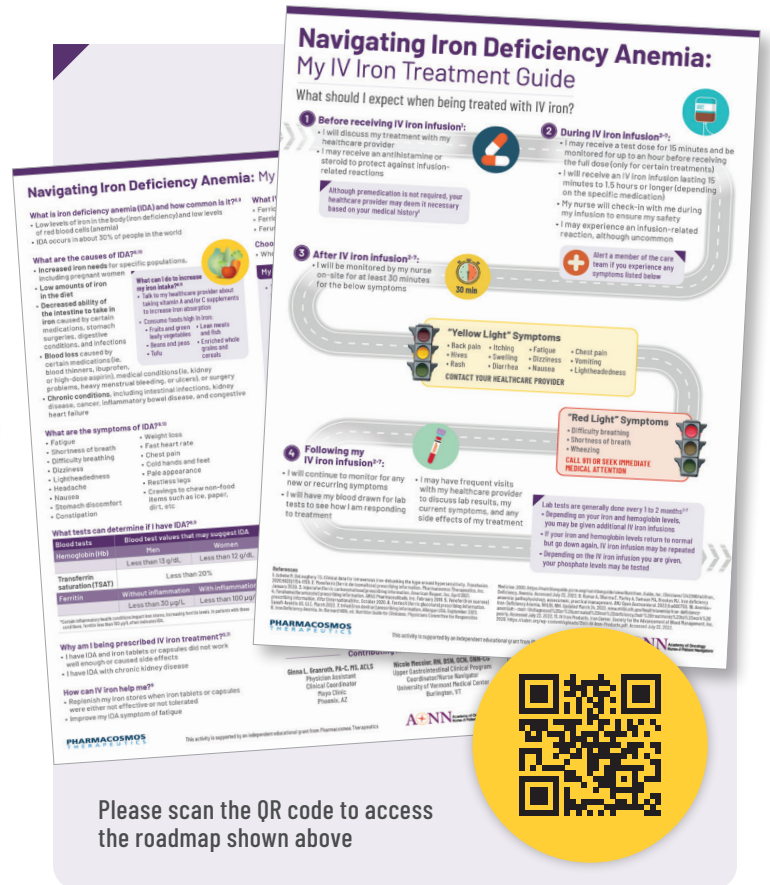 Navigating Iron Deficiency Anemia:
My IV Iron Treatment Guide
What should I expect when being treated with IV iron?
1 Before receiving IV iron infusion¹:
• I will discuss my treatment with my
healthcare provider
• I may receive an antihistamine or
steroid to protect against infusion-
related reactions
Although premedication is not required, your
healthcare provider may deem it necessary
based on your medical history¹
2 During IV iron infusion²⁻⁷:
• I may receive a test dose for 15 minutes and be
monitored for up to an hour before receiving
the full dose (only for certain treatments)
• I will receive an IV iron infusion lasting 15
minutes to 1.5 hours or longer (depending
on the specific medication)
• My nurse will check-in with me during
my infusion to ensure my safety
• I may experience an infusion-related
reaction, although uncommon
Alert a member of the care
team if you experience any
symptoms listed below
3 After IV iron infusion²⁻⁷:
• I will be monitored by my nurse
on-site for at least 30 minutes
for the below symptoms
30 min
"Yellow Light" Symptoms
• Back pain
• Hives
• Rash
• Itching
• Swelling
• Diarrhea
• Fatigue
• Dizziness
• Nausea
• Chest pain
• Vomiting
• Lightheadedness
CONTACT YOUR HEALTHCARE PROVIDER
"Red Light" Symptoms
• Difficulty breathing
• Shortness of breath
• Wheezing
CALL 911 OR SEEK IMMEDIATE
MEDICAL ATTENTION
4 Following my
IV iron infusion²⁻⁷:
• I will continue to monitor for any
new or recurring symptoms
• I will have my blood drawn for lab
tests to see how I am responding
to treatment
• I may have frequent visits
with my healthcare provider
to discuss lab results, my
current symptoms, and any
side effects of my treatment
Lab tests are generally done every 1 to 2 months
• Depending on your iron and hemoglobin levels,
you may be given additional IV iron infusions
• If your iron and hemoglobin levels return to normal
but go down again, IV iron infusion may be repeated
• Depending on the IV iron infusion you are given,
your phosphate levels may be tested
References
PHARMACOSMOS
THERAPEUTICS
This activity is supported by an independent educational grant from
Navigating Iron Deficiency Anemia: My
What is iron deficiency anemia (IDA) and how common is it?
• Low levels of iron in the body (iron deficiency) and low levels
of red blood cells (anemia)
• IDA occurs in about 30% of people in the world
What are the causes of IDA?
• Increased iron needs for specific populations,
including pregnant women
• Low amounts of iron
in the diet
• Decreased ability of
the intestine to take in
iron caused by certain
medications, stomach
surgeries, digestive
conditions, and infections
• Blood loss caused by
certain medications (ie,
blood thinners, ibuprofen,
or high-dose aspirin), medical conditions (ie, kidney
problems, heavy menstrual bleeding, or ulcers), or surgery
• Chronic conditions, including intestinal infections, kidney
disease, cancer, inflammatory bowel disease, and congestive
heart failure
What can I do to increase
my iron intake?
• Talk to my healthcare provider about
taking vitamin A and/or C supplements
to increase iron absorption
• Consume foods high in iron:
• Fruits and green
leafy vegetables
• Beans and peas
• Tofu
• Lean meats
and fish
• Enriched whole
grains and
cereals
What are the symptoms of IDA?
• Fatigue
• Shortness of breath
• Difficulty breathing
• Dizziness
• Lightheadedness
• Headache
• Nausea
• Stomach discomfort
• Constipation
• Weight loss
• Fast heart rate
• Chest pain
• Cold hands and feet
• Pale appearance
• Restless legs
• Cravings to chew non-food
items such as ice, paper,
dirt, etc
What tests can determine if I have IDA?
Blood tests Blood test values that may suggest IDA
Hemoglobin (Hb) Men Women
Less than 13 g/dL Less than 12 g/dL
Transferrin
saturation (TSAT) Less than 20%
Ferritin Without inflammation With inflammation
Less than 30 µg/L Less than 100 µg/
Why am I being prescribed IV iron treatment?
• I have IDA and iron tablets or capsules did not work
well enough or caused side effects
• I have IDA with chronic kidney disease
How can IV iron help me?
• Replenish my iron stores when iron tablets or capsules
were either not effective or not tolerated
• Improve my IDA symptom of fatigue
Ginna L. Granroth, PA-C, MS, ACLS
Physician Assistant
Clinical Coordinator
Mayo Clinic
Phoenix, AZ
Nicole Messier, RN, BSN, OCN, ONN-CG
Upper Gastrointestinal Clinical Program
Coordinator/Nurse Navigator
University of Vermont Medical Center
Burlington, VT
PHARMACOSMOS
THERAPEUTICS
This activity is supported by an independent educational grant from Pharmacosmos Therapeutics
Please scan the QR code to access
the roadmap shown above